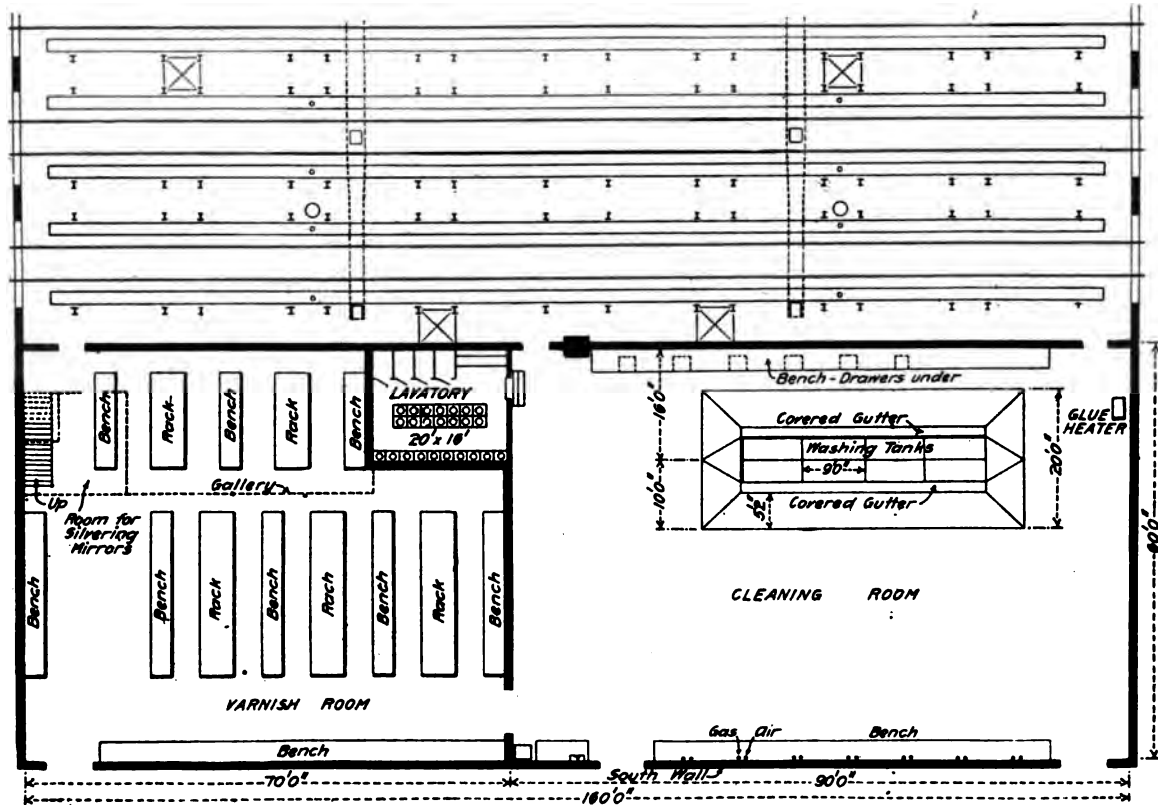 LAVATORY
20' x 16'
Bench
Rack
Bench
Rack
Bench
Gallery
Up
Room for
Silvering
Mirrors
Bench
Bench
Rack
Bench
Rack
Bench
Rack
Bench
VARNISH ROOM
Bench
Bench-Drawers under
16'0"
10'0"
Covered Gutter
Washing Tanks
9'0"
Covered Gutter
20'0"
GLUE
HEATER
CLEANING ROOM
60'0"
Gas
Air
Bench
South Wall
70'0"
90'0"
160'0"